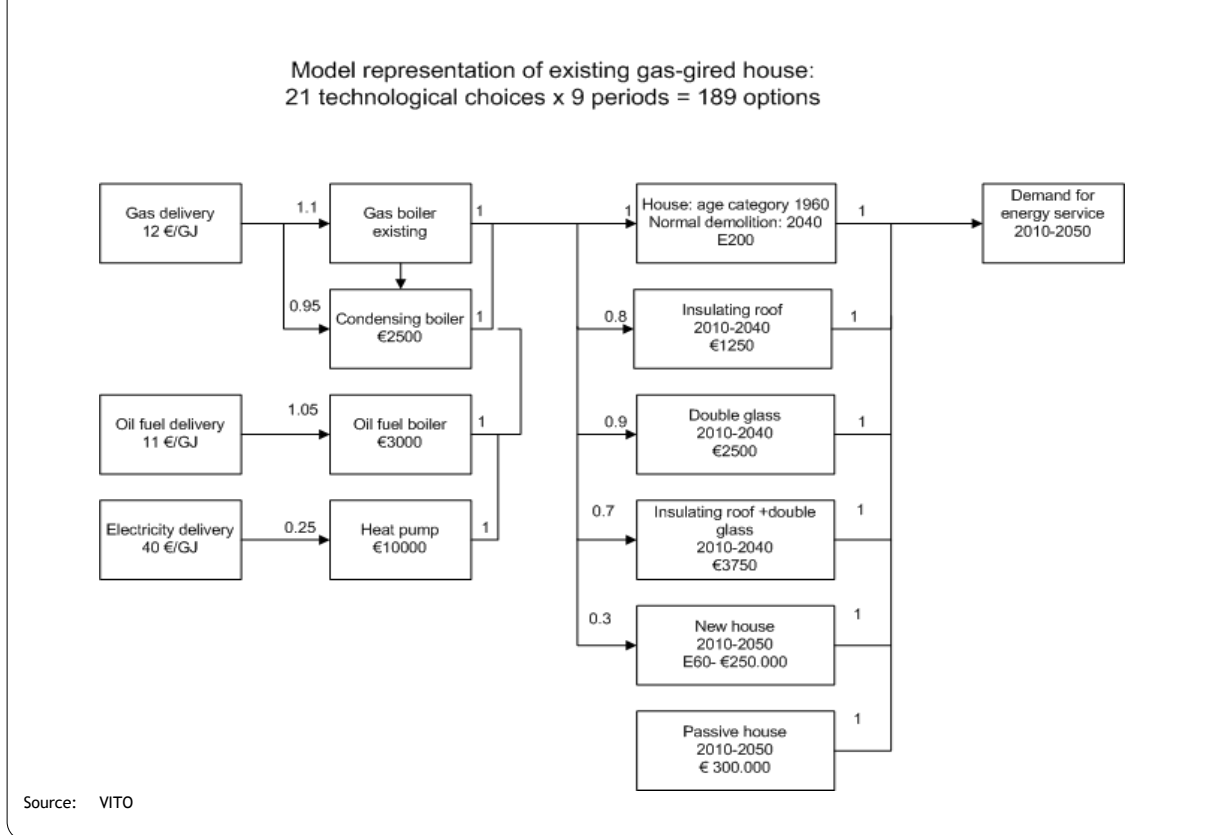 Model representation of existing gas-gired house:
21 technological choices x 9 periods = 189 options
Gas delivery
12 €/GJ
1.1
Gas boiler
existing
1
1
House: age category 1960
Normal demolition: 2040
E200
1
Demand for
energy service
2010-2050
0.95
Condensing boiler
€2500
1
0.8
Insulating roof
2010-2040
€1250
1
Oil fuel delivery
11 €/GJ
1.05
Oil fuel boiler
€3000
1
0.9
Double glass
2010-2040
€2500
1
Electricity delivery
40 €/GJ
0.25
Heat pump
€10000
1
0.7
Insulating roof +double
glass
2010-2040
€3750
1
0.3
New house
2010-2050
E60- €250.000
1
Passive house
2010-2050
€ 300.000
1
Source: VITO